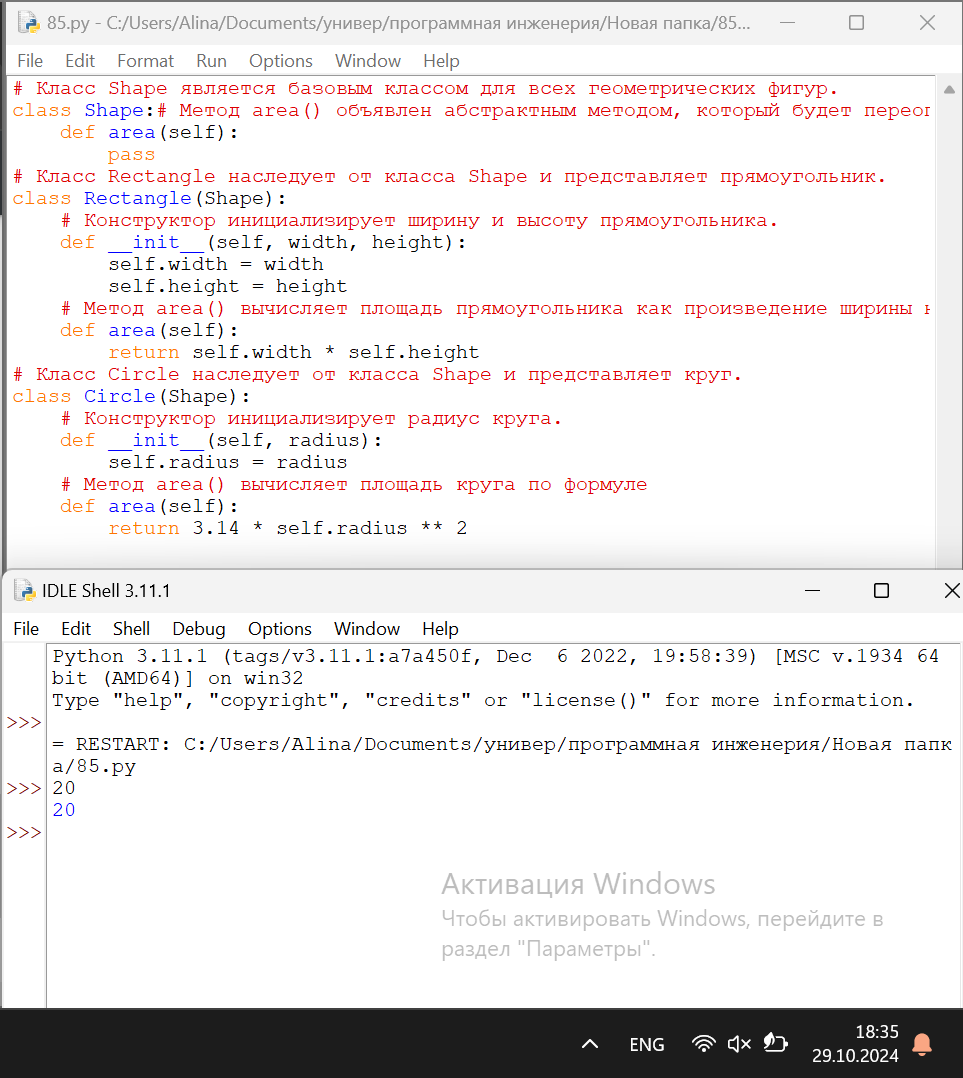 85.py - C:/Users/Alina/Documents/универ/программная инженерия/Новая папка/85...
File Edit Format Run Options Window Help
# Класс Shape является базовым классом для всех геометрических фигур.
class Shape:# Метод area() объявлен абстрактным методом, который будет
    def area(self):
        pass
# Класс Rectangle наследует от класса Shape и представляет прямоугольник.
class Rectangle(Shape):
    # Конструктор инициализирует ширину и высоту прямоугольника.
    def __init__(self, width, height):
        self.width = width
        self.height = height
    # Метод area() вычисляет площадь прямоугольника как произведение ширины
    def area(self):
        return self.width * self.height
# Класс Circle наследует от класса Shape и представляет круг.
class Circle(Shape):
    # Конструктор инициализирует радиус круга.
    def __init__(self, radius):
        self.radius = radius
    # Метод area() вычисляет площадь круга по формуле
    def area(self):
        return 3.14 * self.radius ** 2
IDLE Shell 3.11.1
File Edit Shell Debug Options Window Help
Python 3.11.1 (tags/v3.11.1:a7a450f, Dec  6 2022, 19:58:39) [MSC v.1934 64
bit (AMD64)] on win32
Type "help", "copyright", "credits" or "license()" for more information.
>>>
= RESTART: C:/Users/Alina/Documents/универ/программная инженерия/Новая папк
а/85.py
>>> 20
20
>>>
Активация Windows
Чтобы активировать Windows, перейдите в
раздел "Параметры".
ENG
18:35
29.10.2024